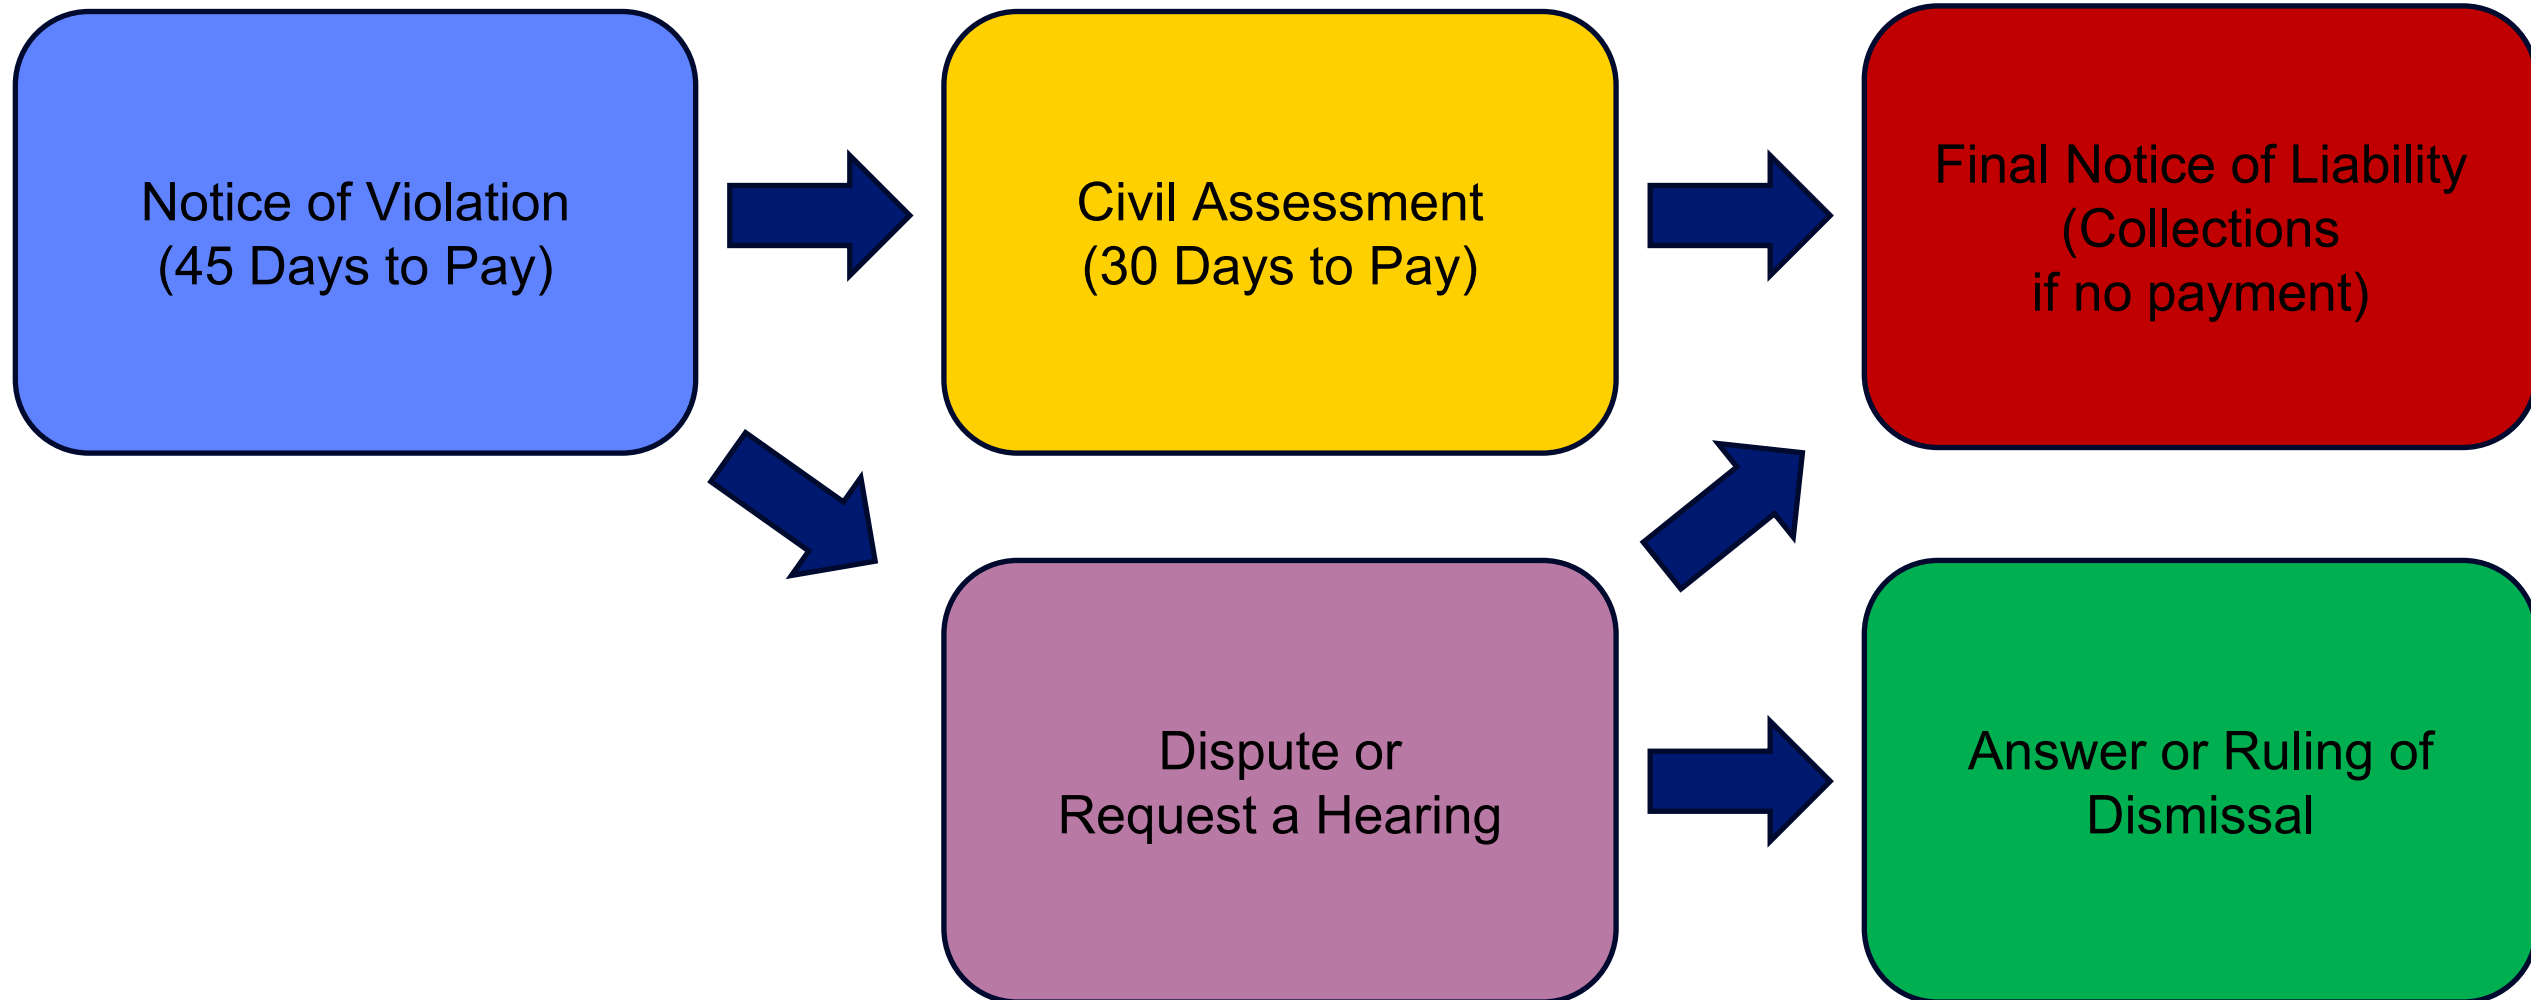 Notice of Violation
(45 Days to Pay)
Civil Assessment
(30 Days to Pay)
Final Notice of Liability
(Collections
if no payment)
Dispute or
Request a Hearing
Answer or Ruling of
Dismissal